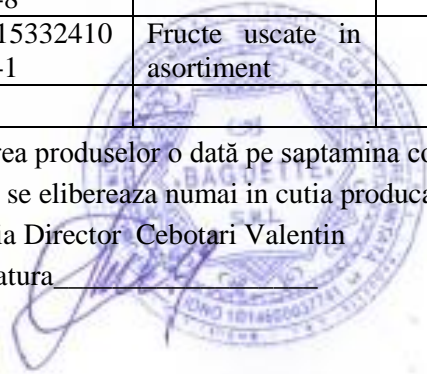 -8
15332410 Fructe uscate in
-1 asortiment
rea produselor o dată pe saptamina co
se elibereaza numai in cutia produca
ia Director Cebotari Valentin
atura____________________
BAGUETTE
S.R.L.